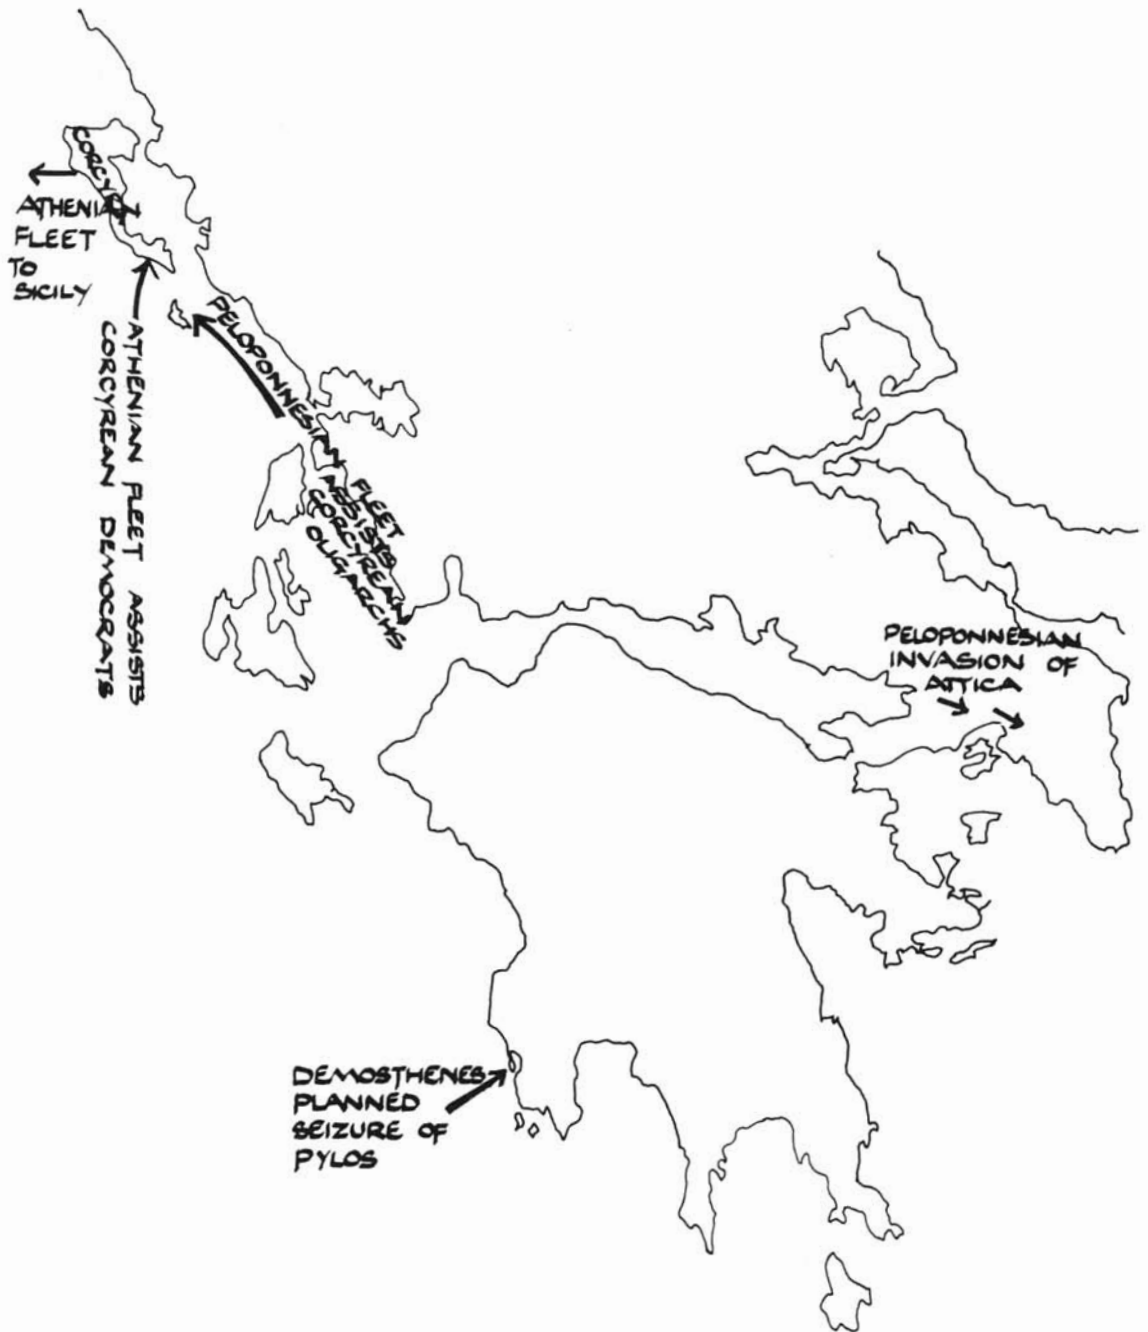 CORCYRA
ATHENIAN
FLEET
TO
SICILY
ATHENIAN FLEET ASSISTS
CORCYREAN DEMOCRATS
PELOPONNESIAN FLEET
ASSISTS
CORCYREAN
OLIGARCHS
PELOPONNESIAN
INVASION OF
ATTICA
DEMOSTHENES
PLANNED
SEIZURE OF
PYLOS